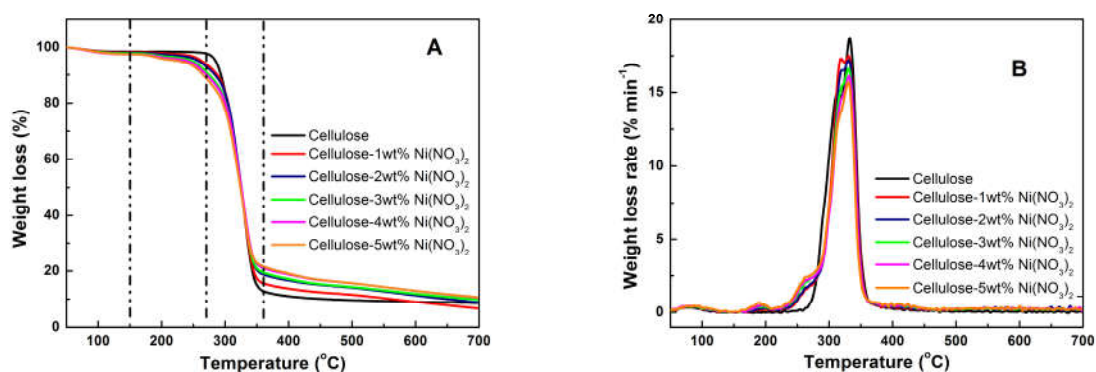 A
Weight loss (%)
100
80
60
40
20
0
Cellulose
Cellulose-1wt% Ni(NO₃)₂
Cellulose-2wt% Ni(NO₃)₂
Cellulose-3wt% Ni(NO₃)₂
Cellulose-4wt% Ni(NO₃)₂
Cellulose-5wt% Ni(NO₃)₂
100 200 300 400 500 600 700
Temperature (°C)
B
Weight loss rate (% min⁻¹)
20
15
10
5
0
Cellulose
Cellulose-1wt% Ni(NO₃)₂
Cellulose-2wt% Ni(NO₃)₂
Cellulose-3wt% Ni(NO₃)₂
Cellulose-4wt% Ni(NO₃)₂
Cellulose-5wt% Ni(NO₃)₂
100 200 300 400 500 600 700
Temperature (°C)